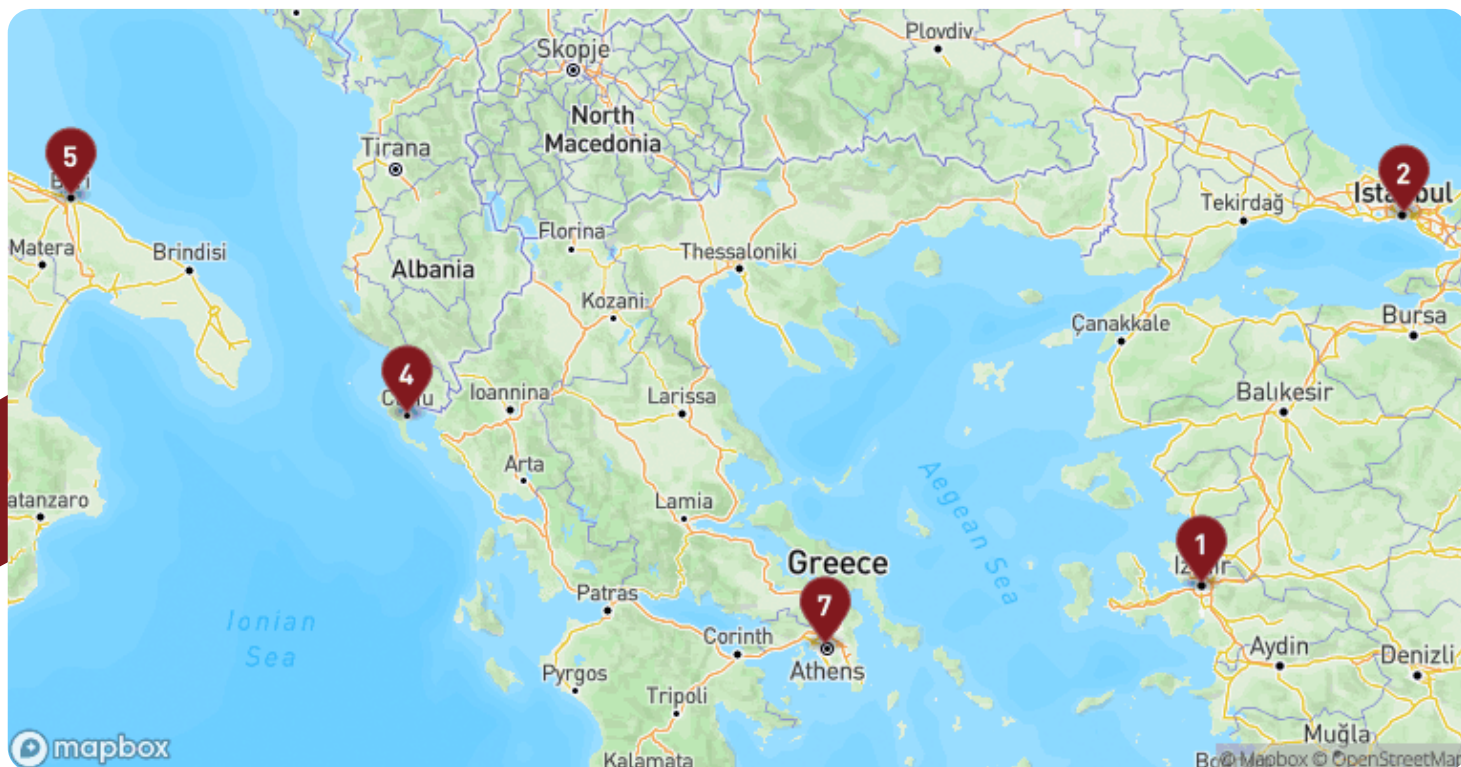 Plovdiv
Skopje
North
Macedonia
5
Tirana
2
Istanbul
Tekirdağ
Matera
Brindisi
Florina
Thessaloniki
Albania
Kozani
Çanakkale
Bursa
4
Ioannina
Larissa
Balıkesir
Arta
Aegean Sea
atanzaro
Lamia
1
Greece
7
Patras
Ionian
Sea
Corinth
Athens
Aydin
Denizli
Pyrgos
Tripoli
Muğla
mapbox
Kalamata
© Mapbox © OpenStreetMap